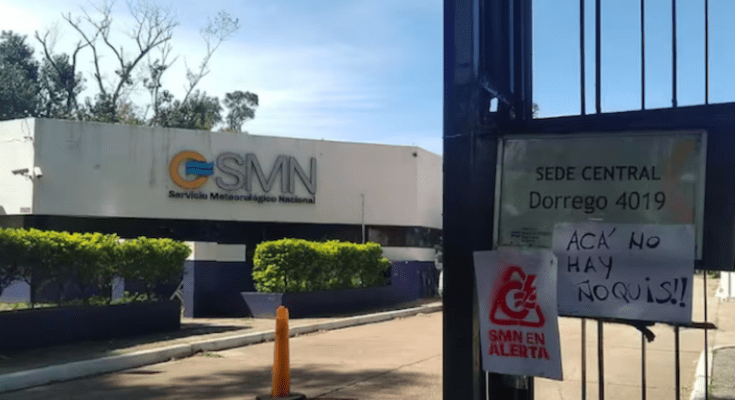 SMN
Servicio Meteorológico Nacional
SEDE CENTRAL
Dorrego 4019
ACÁ NO
HAY
ÑOQUIS!!
SMN EN
ALERTA